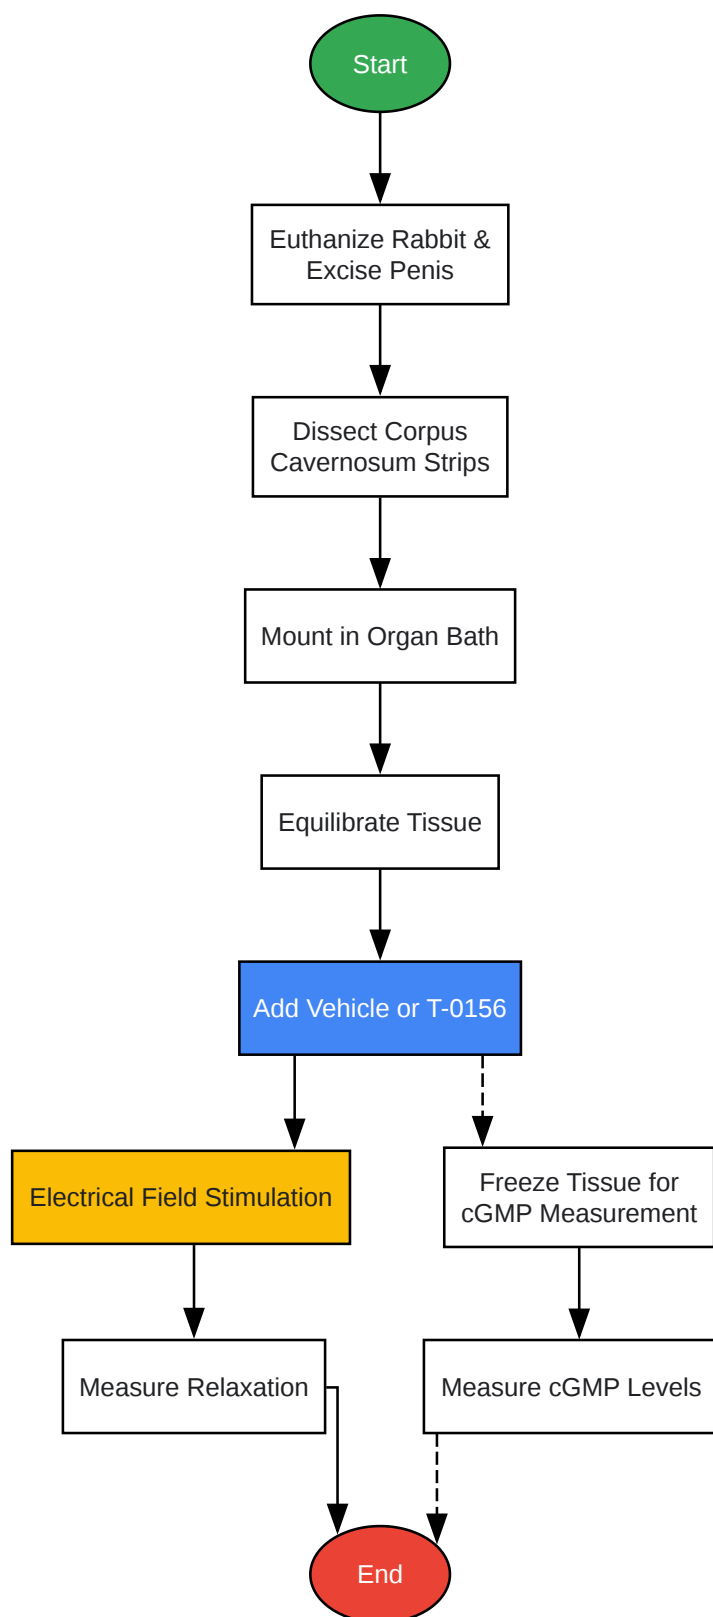 Start
Euthanize Rabbit &
Excise Penis
Dissect Corpus
Cavernosum Strips
Mount in Organ Bath
Equilibrate Tissue
Add Vehicle or T-0156
Electrical Field Stimulation
Freeze Tissue for
cGMP Measurement
Measure Relaxation
Measure cGMP Levels
End